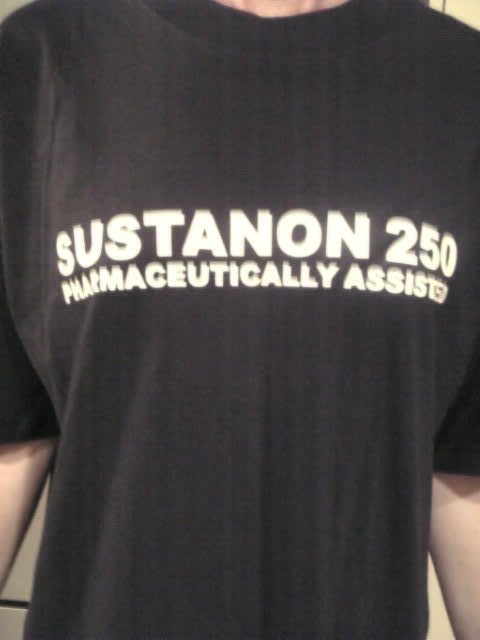 SUSTANON 250
PHARMACEUTICALLY ASSISTED